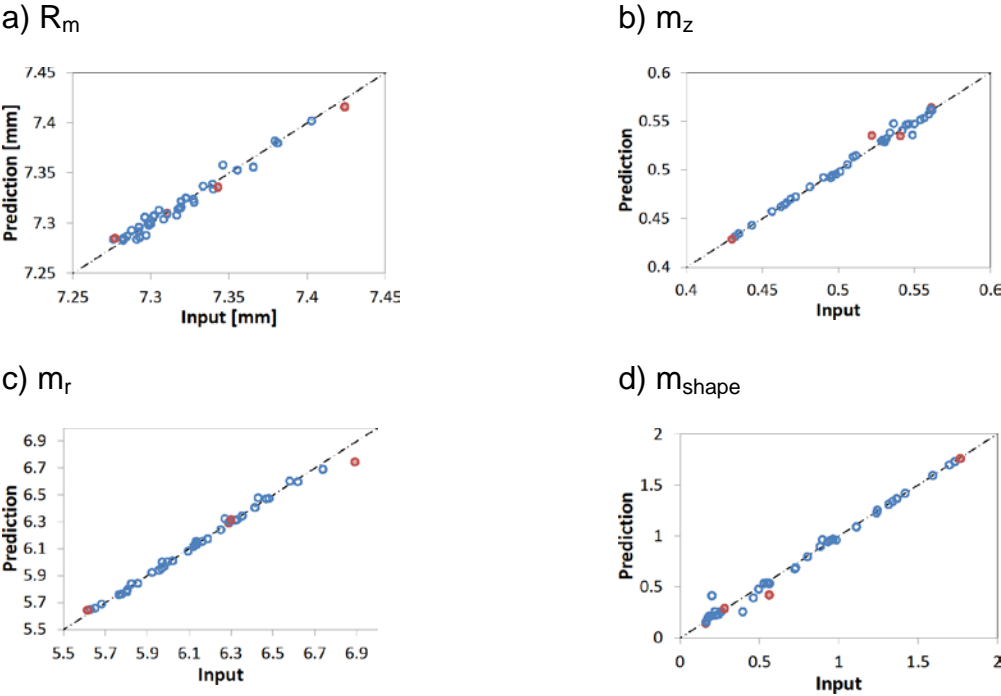 a) Rm
7.45
7.4
7.35
7.3
7.25
7.25 7.3 7.35 7.4 7.45
Prediction [mm]
Input [mm]
b) mz
0.6
0.55
0.5
0.45
0.4
0.4 0.45 0.5 0.55 0.6
Prediction
Input
c) mr
6.9
6.7
6.5
6.3
6.1
5.9
5.7
5.5
5.5 5.7 5.9 6.1 6.3 6.5 6.7 6.9
Prediction
Input
d) mshape
2
1.5
1
0.5
0
0 0.5 1 1.5 2
Prediction
Input